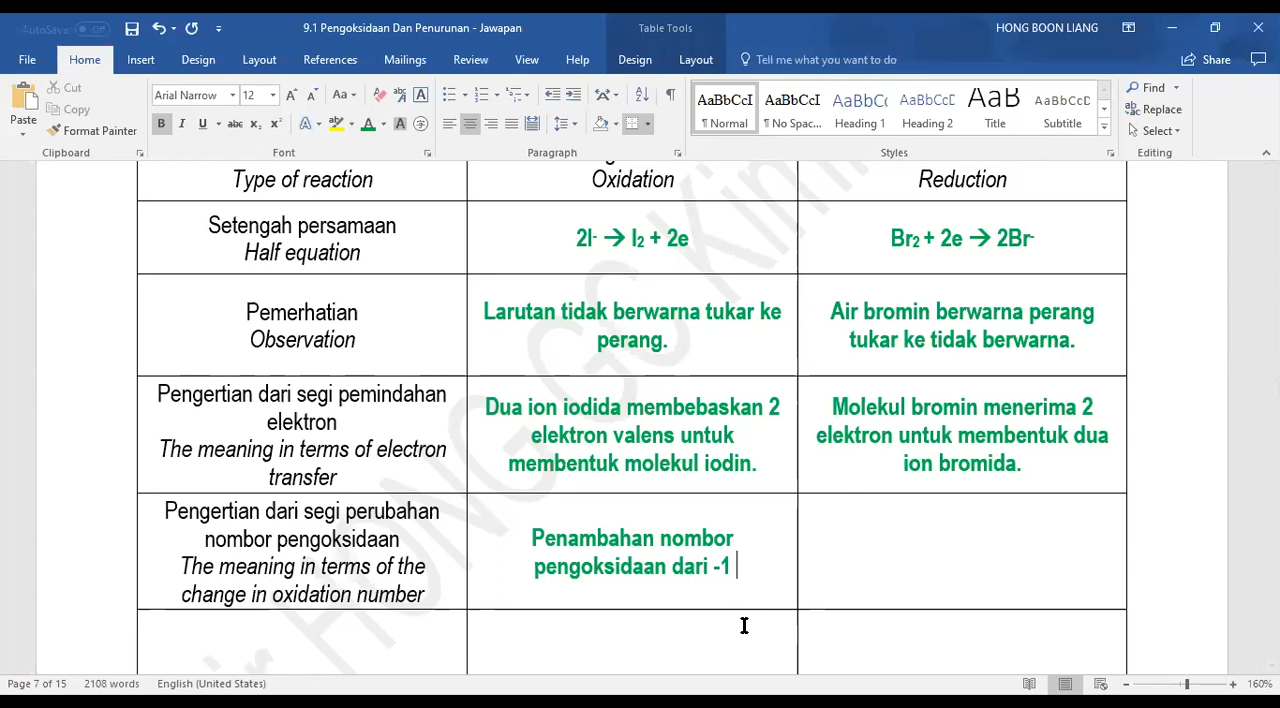 AutoSave Off
9.1 Pengoksidaan Dan Penurunan - Jawapan
Table Tools
HONG BOON LIANG
File Home Insert Design Layout References Mailings Review View Help Design Layout Tell me what you want to do Share
Paste
Cut
Copy
Format Painter
Arial Narrow 12
AaBbCcI AaBbCcI AaBbCc AaBbCcD AaB AaBbCcD
¶ Normal ¶ No Spac... Heading 1 Heading 2 Title Subtitle
Find
Replace
Select
Clipboard Font Paragraph Styles Editing
Type of reaction
Oxidation
Reduction
Setengah persamaan
Half equation
2I- → I2 + 2e
Br2 + 2e → 2Br-
Pemerhatian
Observation
Larutan tidak berwarna tukar ke
perang.
Air bromin berwarna perang
tukar ke tidak berwarna.
Pengertian dari segi pemindahan
elektron
The meaning in terms of electron
transfer
Dua ion iodida membebaskan 2
elektron valens untuk
membentuk molekul iodin.
Molekul bromin menerima 2
elektron untuk membentuk dua
ion bromida.
Pengertian dari segi perubahan
nombor pengoksidaan
The meaning in terms of the
change in oxidation number
Penambahan nombor
pengoksidaan dari -1
HONG GC
Page 7 of 15 2108 words English (United States) 160%